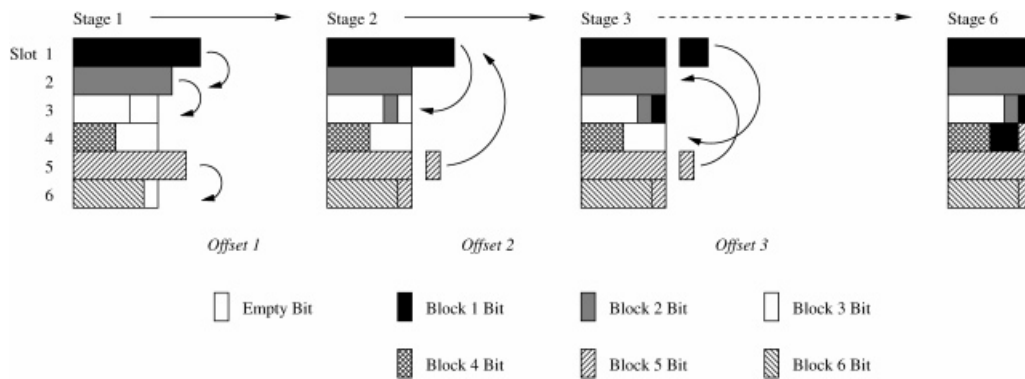 Stage 1 Stage 2 Stage 3 Stage 6
Slot 1
2
3
4
5
6
Offset 1 Offset 2 Offset 3
Empty Bit Block 1 Bit Block 2 Bit Block 3 Bit
Block 4 Bit Block 5 Bit Block 6 Bit